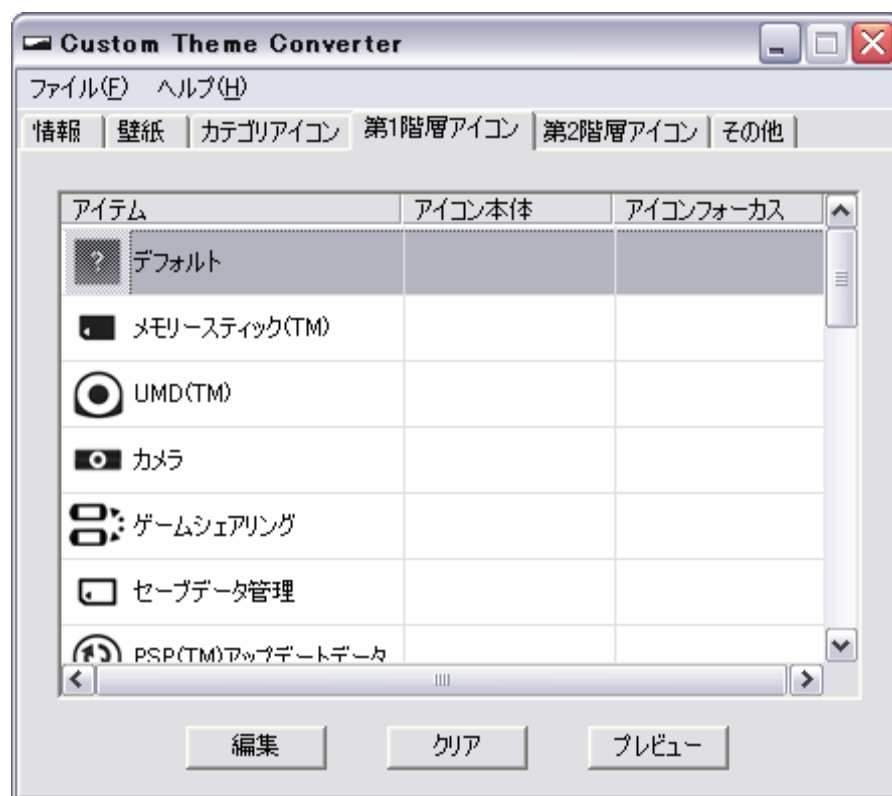 Custom Theme Converter
ファイル(F) ヘルプ(H)
情報 壁紙 カテゴリアイコン 第1階層アイコン 第2階層アイコン その他
アイテム アイコン本体 アイコンフォーカス
? デフォルト
メモリースティック(TM)
UMD(TM)
カメラ
ゲームシェアリング
セーブデータ管理
PSP(TM)アップデートデータ
編集 クリア プレビュー